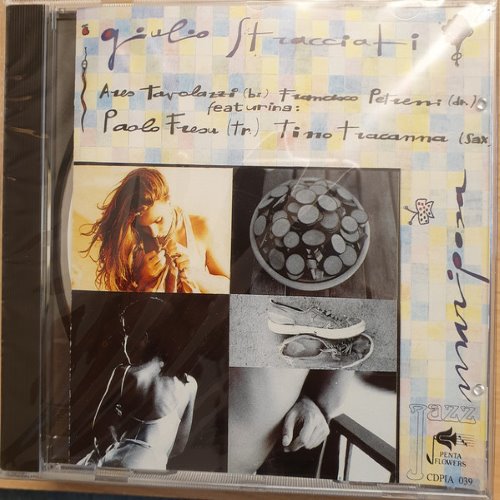 giulio Stracciati
Ares Tavolazzi (bs.) Francesco Petreni (dr.)
featuring:
Paolo Fresu (tr.) Tino Tracanna (sax
Jazz
PENTA
FLOWERS
CDPIA 039